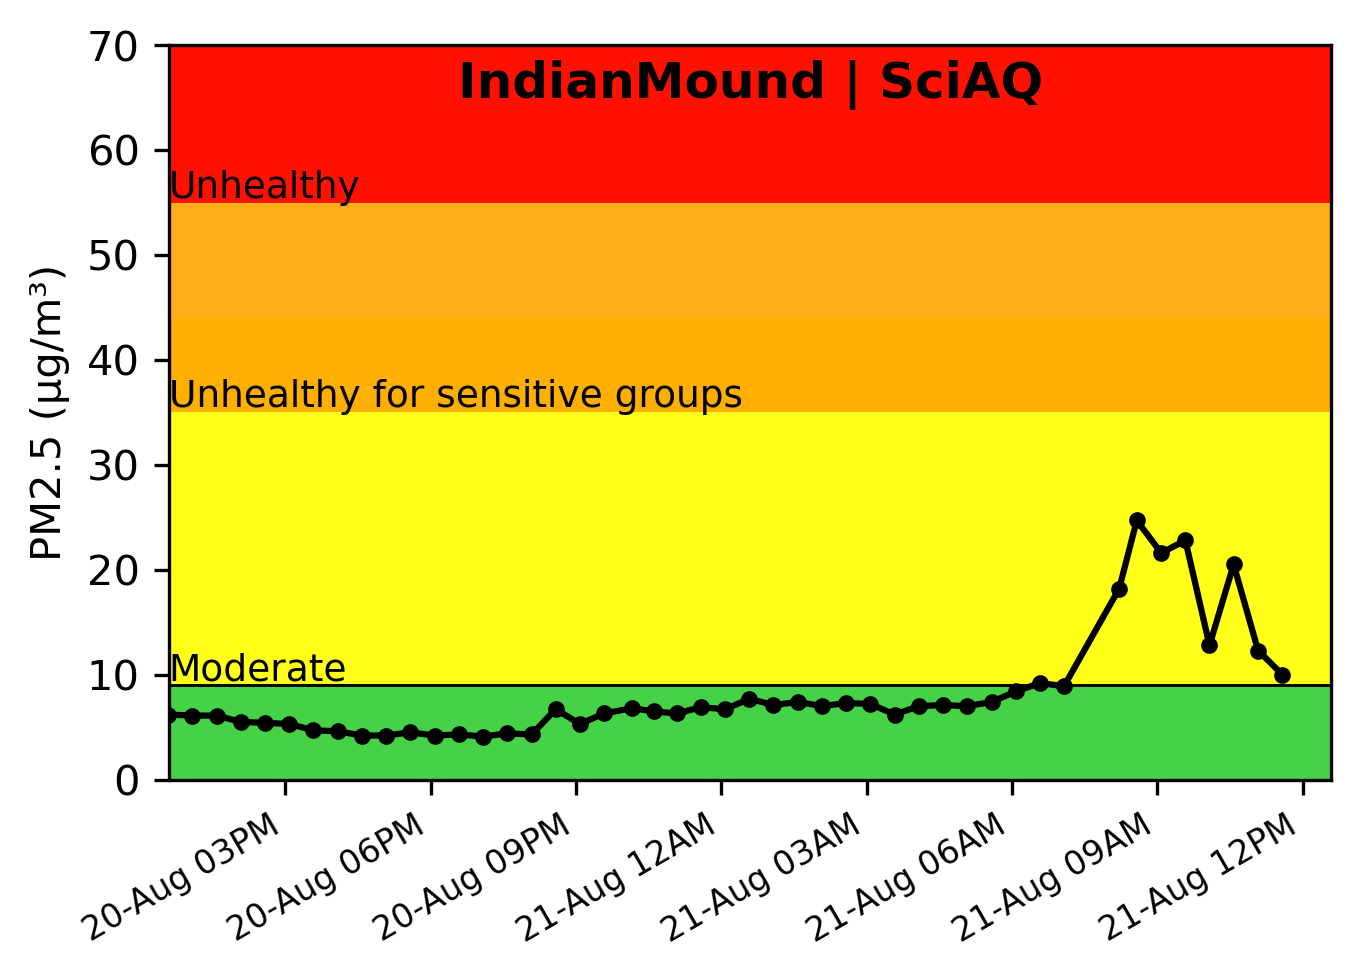 IndianMound | SciAQ
PM2.5 (µg/m³)
70
60
50
40
30
20
10
0
Unhealthy
Unhealthy for sensitive groups
Moderate
20-Aug 03PM
20-Aug 06PM
20-Aug 09PM
21-Aug 12AM
21-Aug 03AM
21-Aug 06AM
21-Aug 09AM
21-Aug 12PM